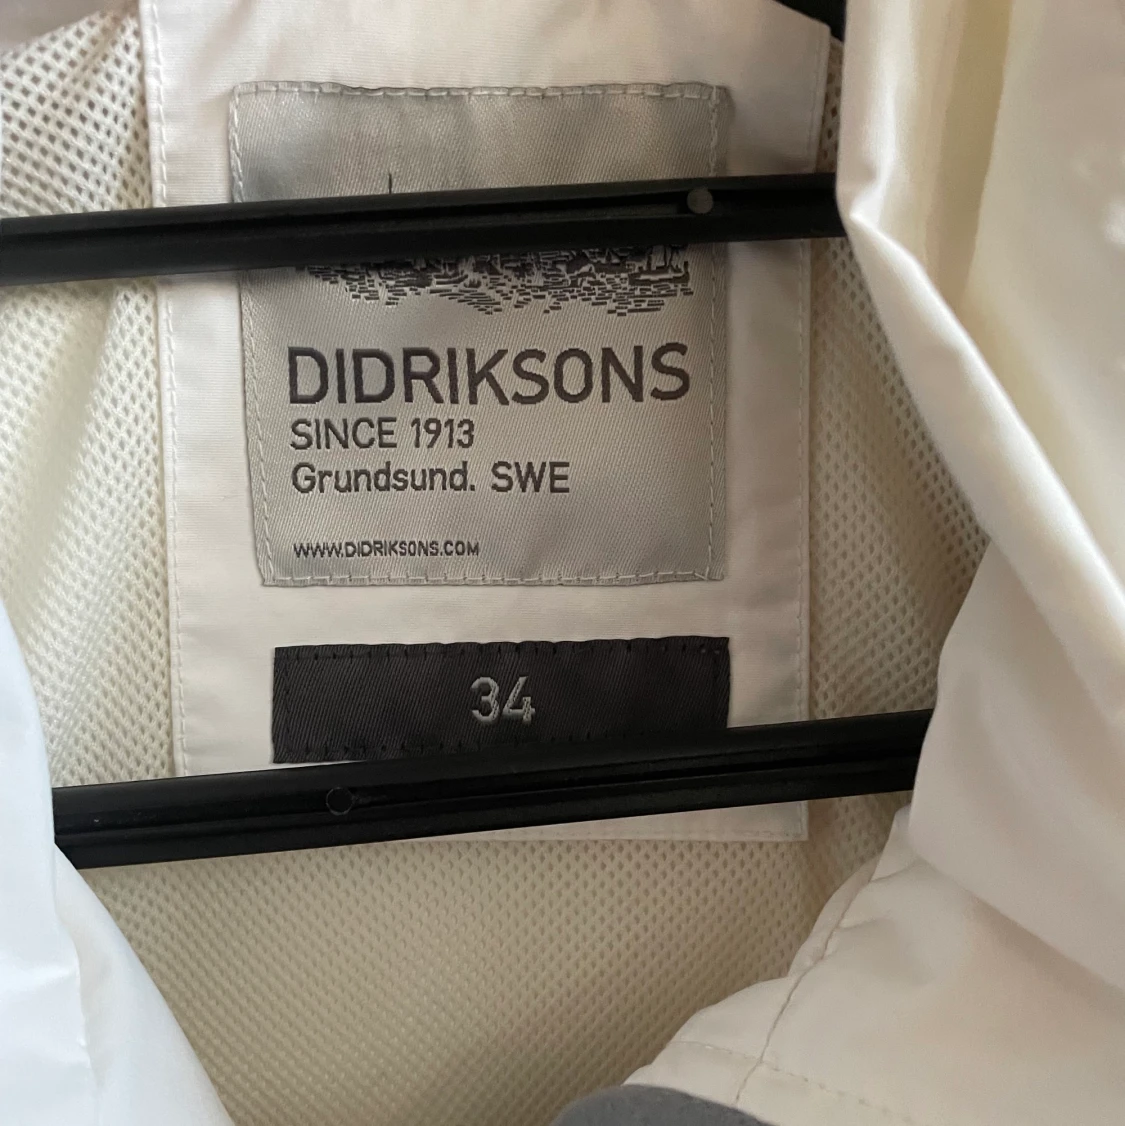 DIDRIKSONS
SINCE 1913
Grundsund. SWE
WWW.DIDRIKSONS.COM
34